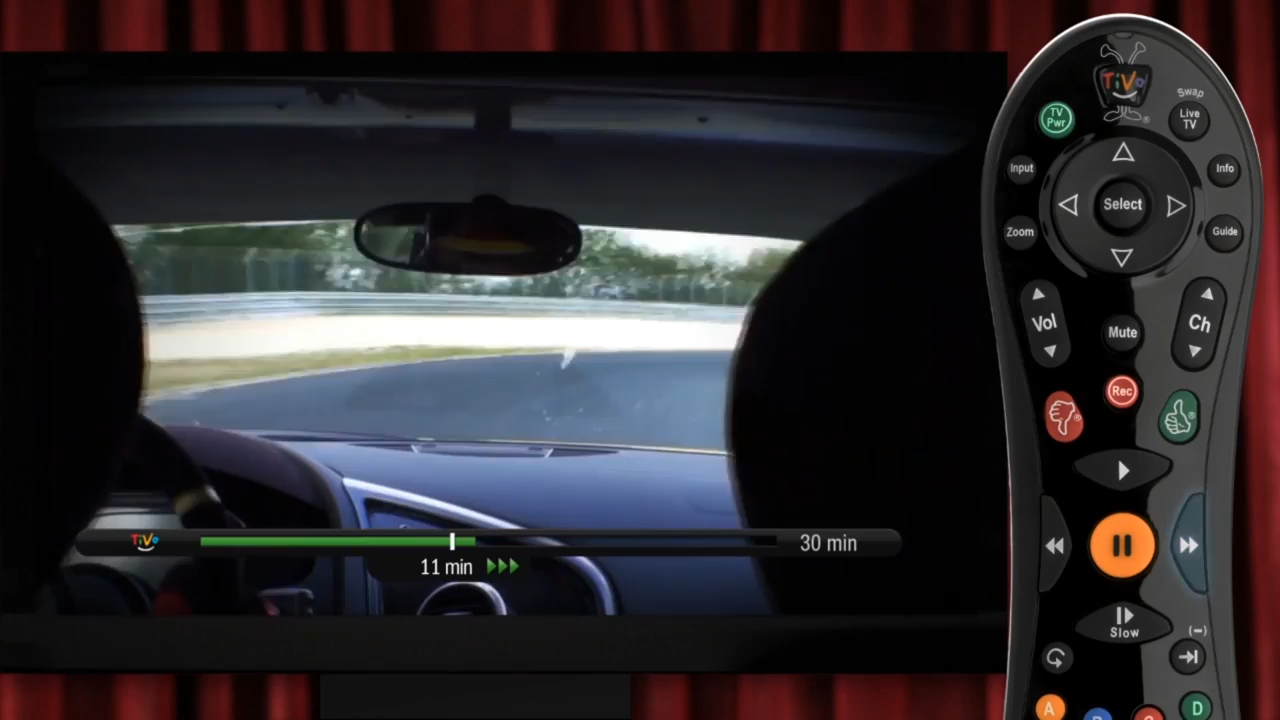 TiVo
30 min
11 min
TiVo
Swap
TV
Pwr
Live
TV
Input
Info
Select
Zoom
Guide
Vol
Mute
Ch
Rec
Slow
(-)
A
D